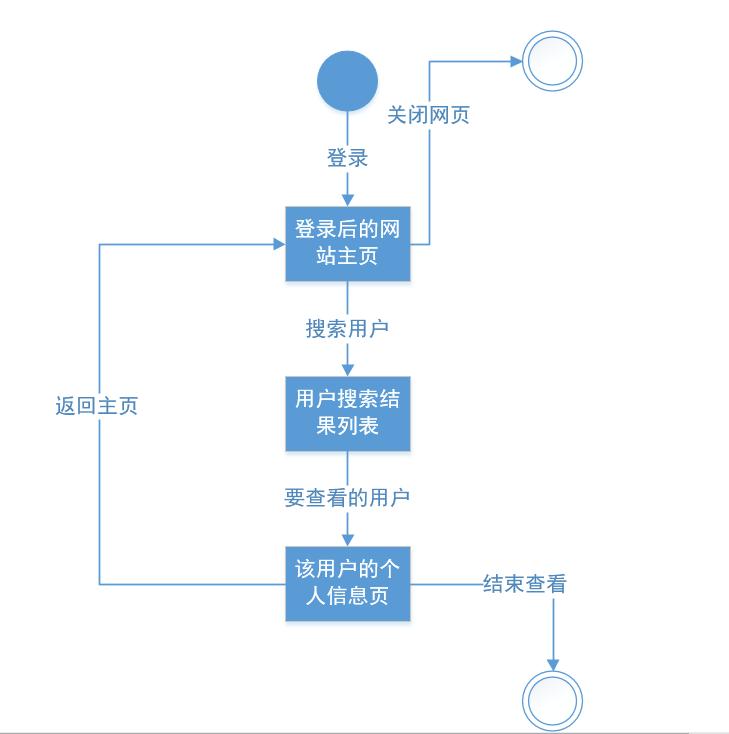 关闭网页
登录
登录后的网
站主页
搜索用户
用户搜索结
果列表
返回主页
要查看的用户
该用户的个
人信息页
结束查看